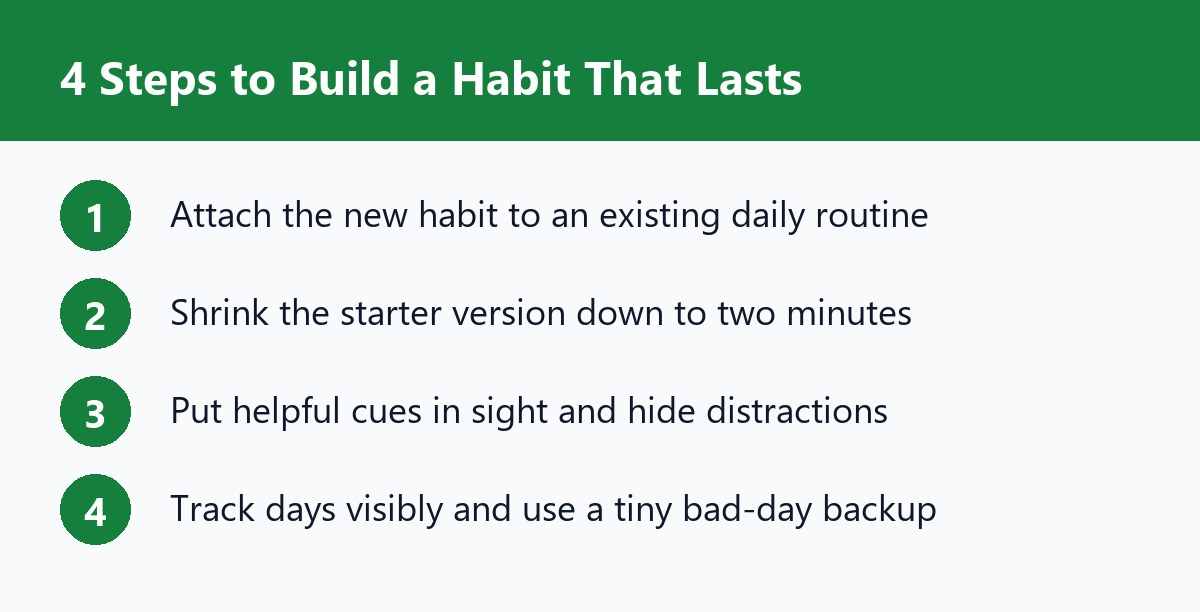 4 Steps to Build a Habit That Lasts
1 Attach the new habit to an existing daily routine
2 Shrink the starter version down to two minutes
3 Put helpful cues in sight and hide distractions
4 Track days visibly and use a tiny bad-day backup